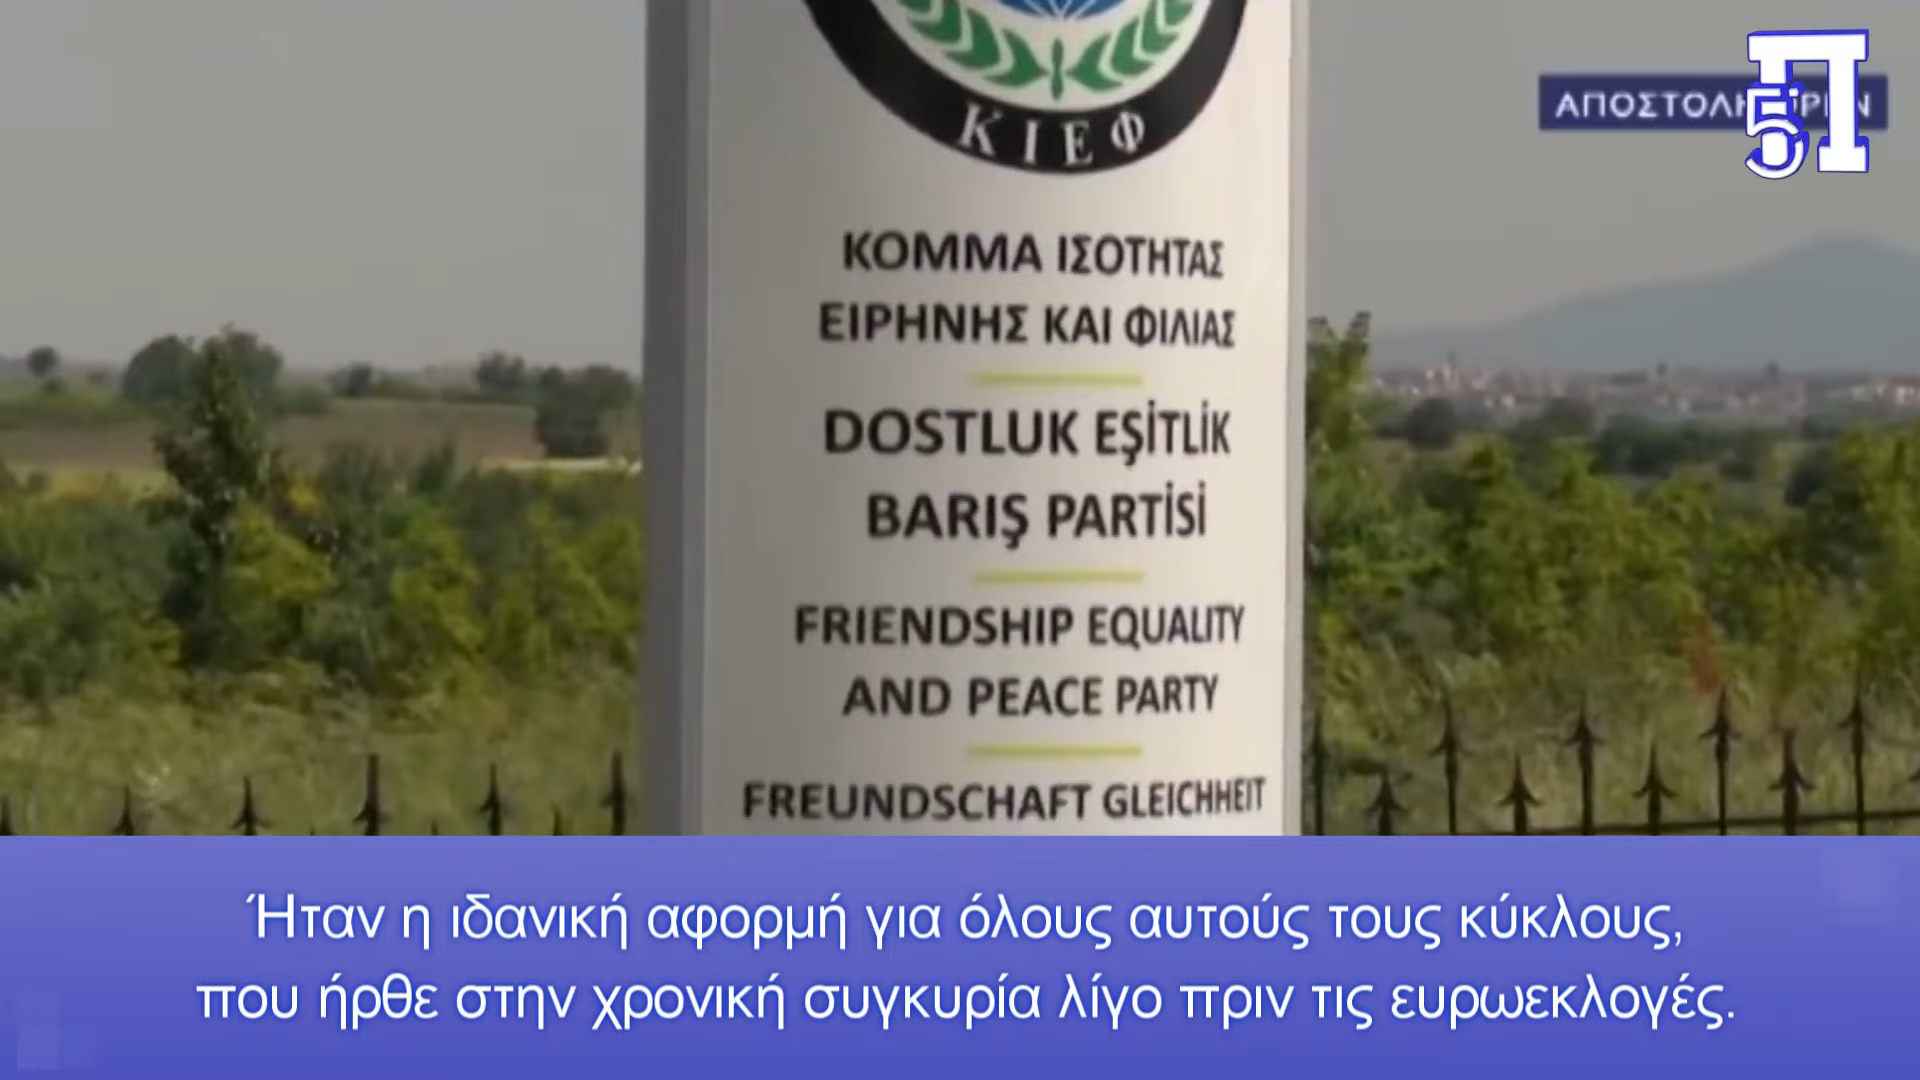 ΚΙΕΦ
ΚΟΜΜΑ ΙΣΟΤΗΤΑΣ
ΕΙΡΗΝΗΣ ΚΑΙ ΦΙΛΙΑΣ
DOSTLUK EŞİTLİK
BARIŞ PARTİSİ
FRIENDSHIP EQUALITY
AND PEACE PARTY
FREUNDSCHAFT GLEICHHEIT
5 Π
Ήταν η ιδανική αφορμή για όλους αυτούς τους κύκλους,
που ήρθε στην χρονική συγκυρία λίγο πριν τις ευρωεκλογές.